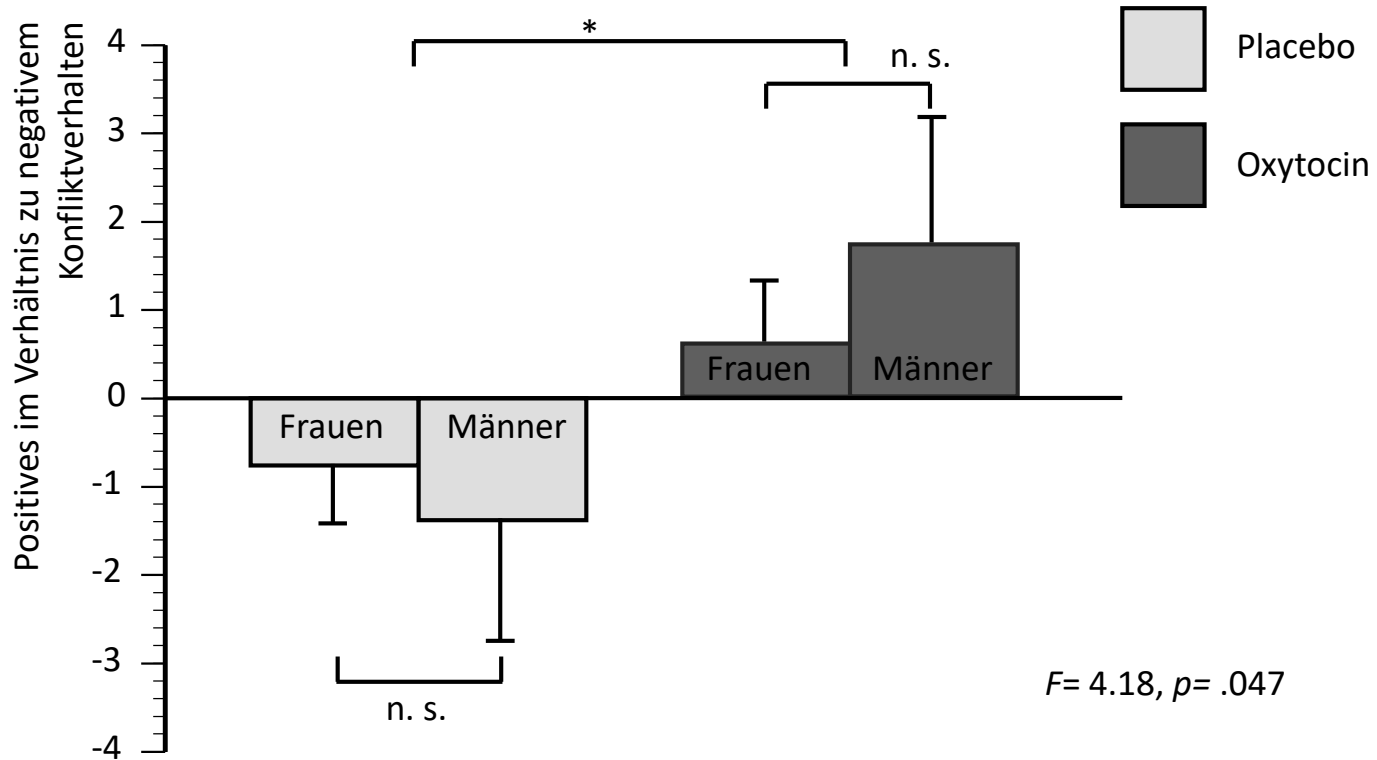 Positives im Verhältnis zu negativem
Konfliktverhalten
4
3
2
1
0
-1
-2
-3
-4
*
n. s.
Placebo
Oxytocin
Frauen
Männer
Frauen
Männer
n. s.
F= 4.18, p= .047